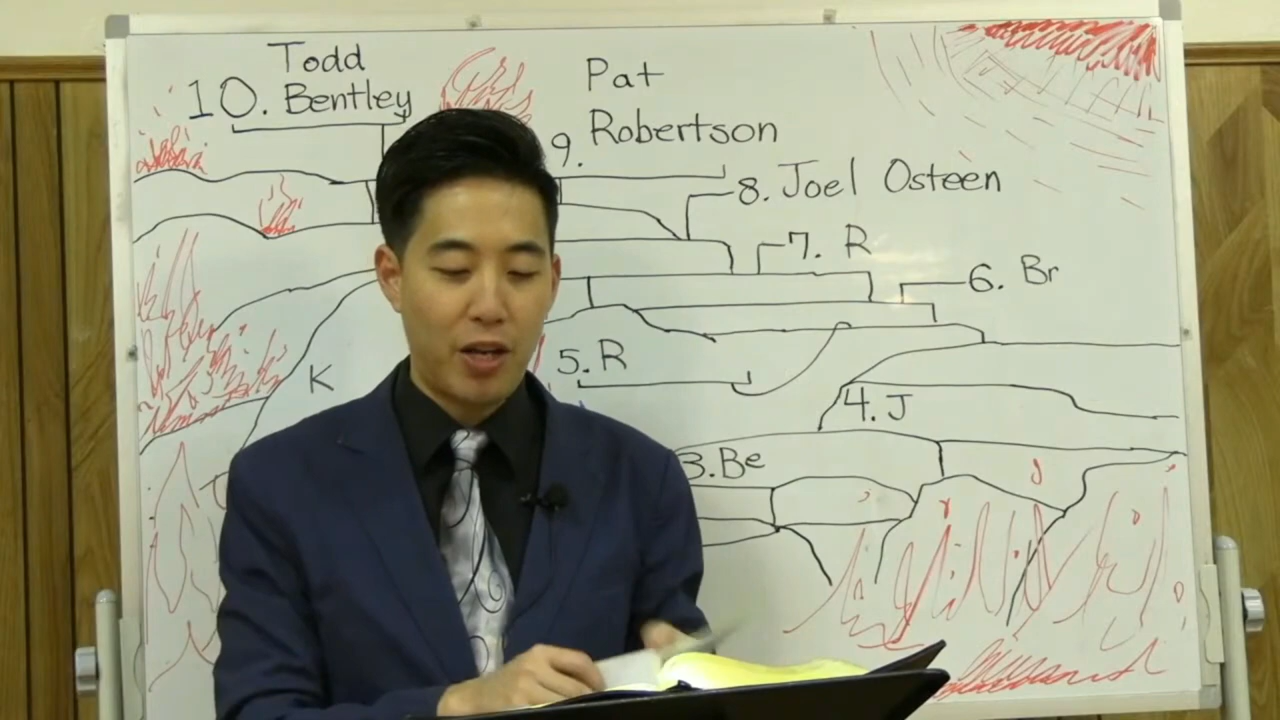 Todd
10. Bentley
Pat
9. Robertson
8. Joel Osteen
7. R
6. Br
5. R
K
4. J
3. Be